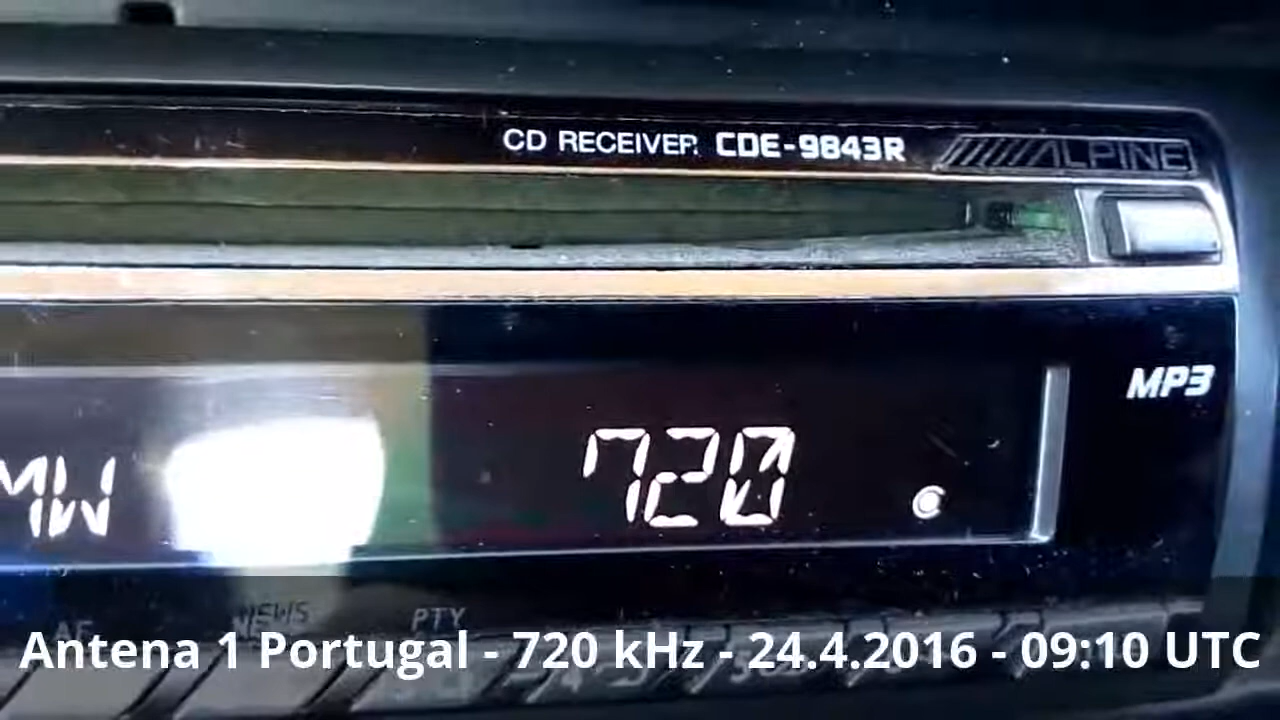 CD RECEIVER CDE-9843R ALPINE
MP3
MW 720
AF NEWS PTY
Antena 1 Portugal - 720 kHz - 24.4.2016 - 09:10 UTC